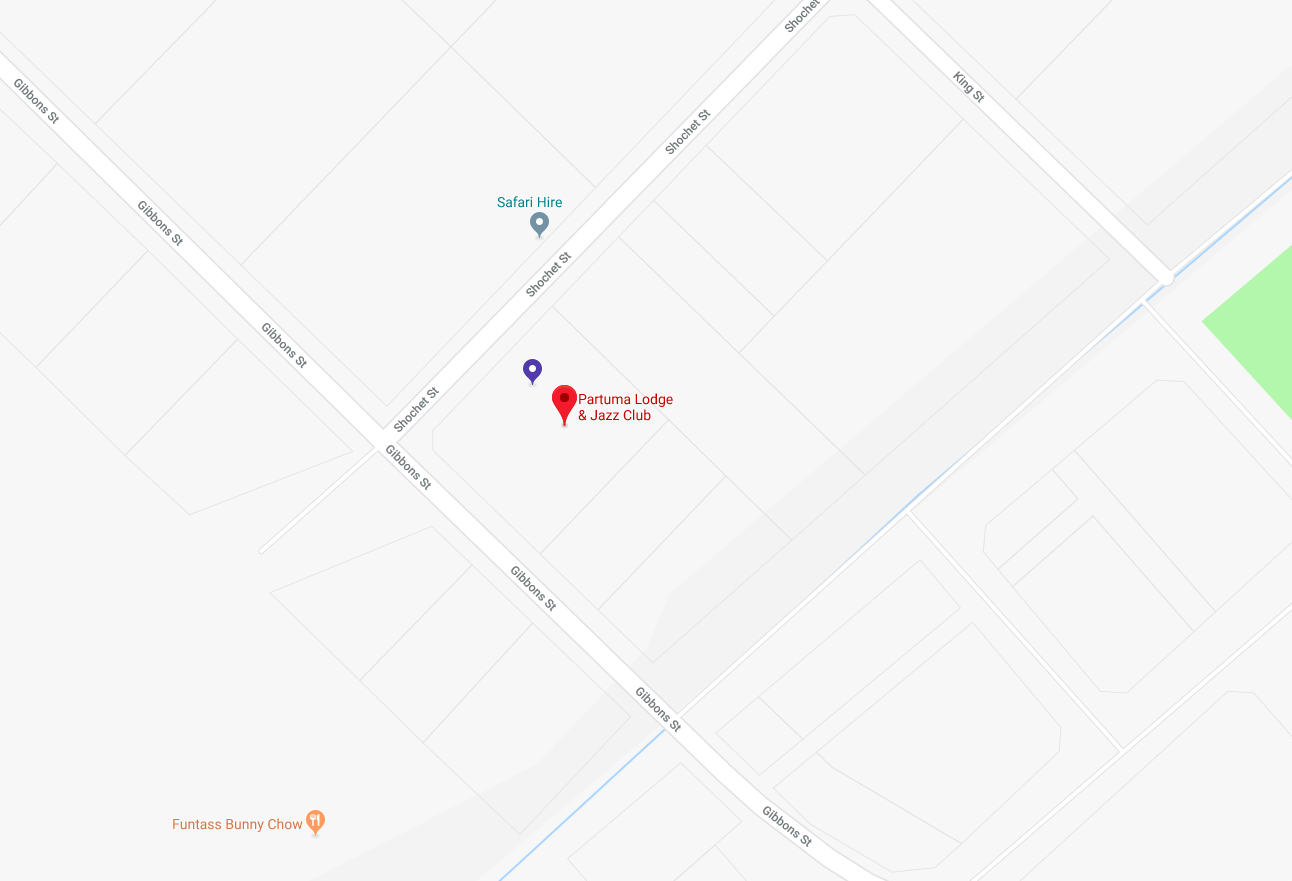 Shochet
King St
Gibbons St
Shochet St
Gibbons St
Safari Hire
Shochet St
Gibbons St
Partuma Lodge
& Jazz Club
Shochet St
Gibbons St
Gibbons St
Gibbons St
Gibbons St
Funtass Bunny Chow